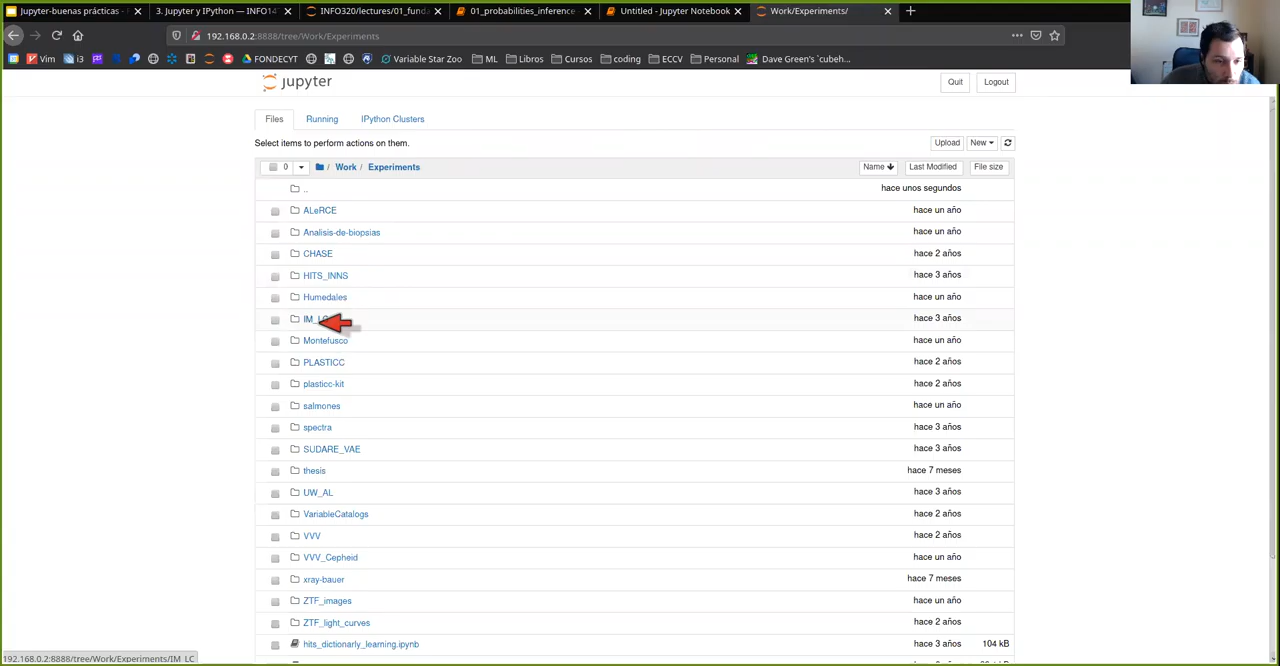 Jupyter-buenas prácticas -
3. Jupyter y IPython — INFO14
INFO320/lectures/01_funda
01_probabilities_inference -
Untitled - Jupyter Notebook
Work/Experiments/
192.168.0.2:8888/tree/Work/Experiments
Vim i3 FONDECYT Variable Star Zoo ML Libros Cursos coding ECCV Personal Dave Green's `cubeh...
jupyter Quit Logout
Files Running IPython Clusters
Select items to perform actions on them. Upload New
0 / Work / Experiments Name Last Modified File size
.. hace unos segundos
ALeRCE hace un año
Analisis-de-biopsias hace un año
CHASE hace 2 años
HITS_INNS hace 3 años
Humedales hace un año
IM_LC hace 3 años
Montefusco hace un año
PLASTICC hace 2 años
plasticc-kit hace 2 años
salmones hace un año
spectra hace 3 años
SUDARE_VAE hace 3 años
thesis hace 7 meses
UW_AL hace 3 años
VariableCatalogs hace 2 años
VVV hace 2 años
VVV_Cepheid hace un año
xray-bauer hace 7 meses
ZTF_images hace un año
ZTF_light_curves hace 2 años
hits_dictionarly_learning.ipynb hace 3 años 104 kB
192.168.0.2:8888/tree/Work/Experiments/IM_LC